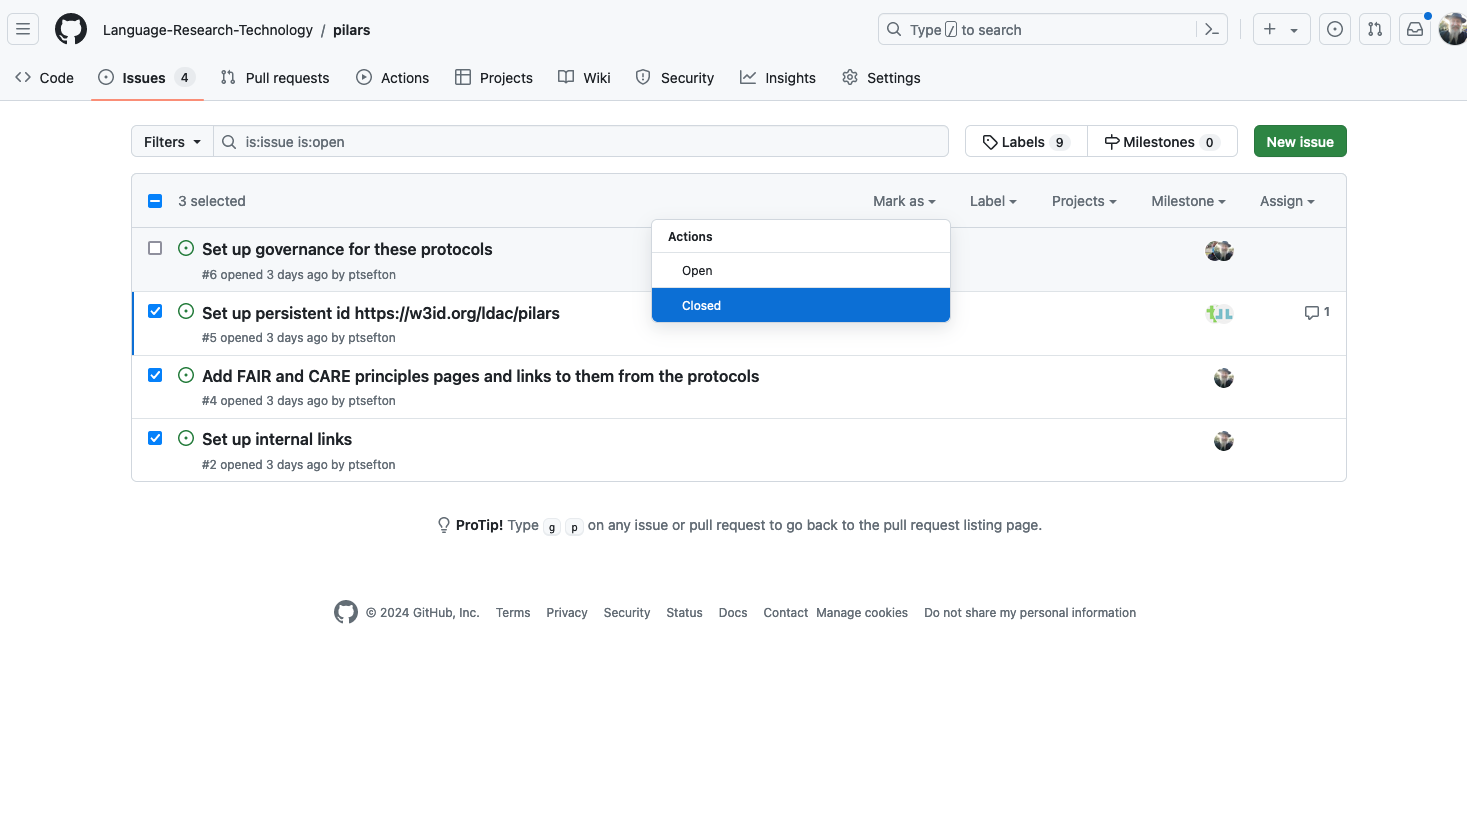 Language-Research-Technology / pilars
Type / to search
Code
Issues 4
Pull requests
Actions
Projects
Wiki
Security
Insights
Settings
Filters
is:issue is:open
Labels 9
Milestones 0
New issue
3 selected
Mark as
Label
Projects
Milestone
Assign
Actions
Open
Closed
Set up governance for these protocols
#6 opened 3 days ago by ptsefton
Set up persistent id https://w3id.org/ldac/pilars
1
#5 opened 3 days ago by ptsefton
Add FAIR and CARE principles pages and links to them from the protocols
#4 opened 3 days ago by ptsefton
Set up internal links
#2 opened 3 days ago by ptsefton
ProTip! Type g p on any issue or pull request to go back to the pull request listing page.
© 2024 GitHub, Inc. Terms Privacy Security Status Docs Contact Manage cookies Do not share my personal information